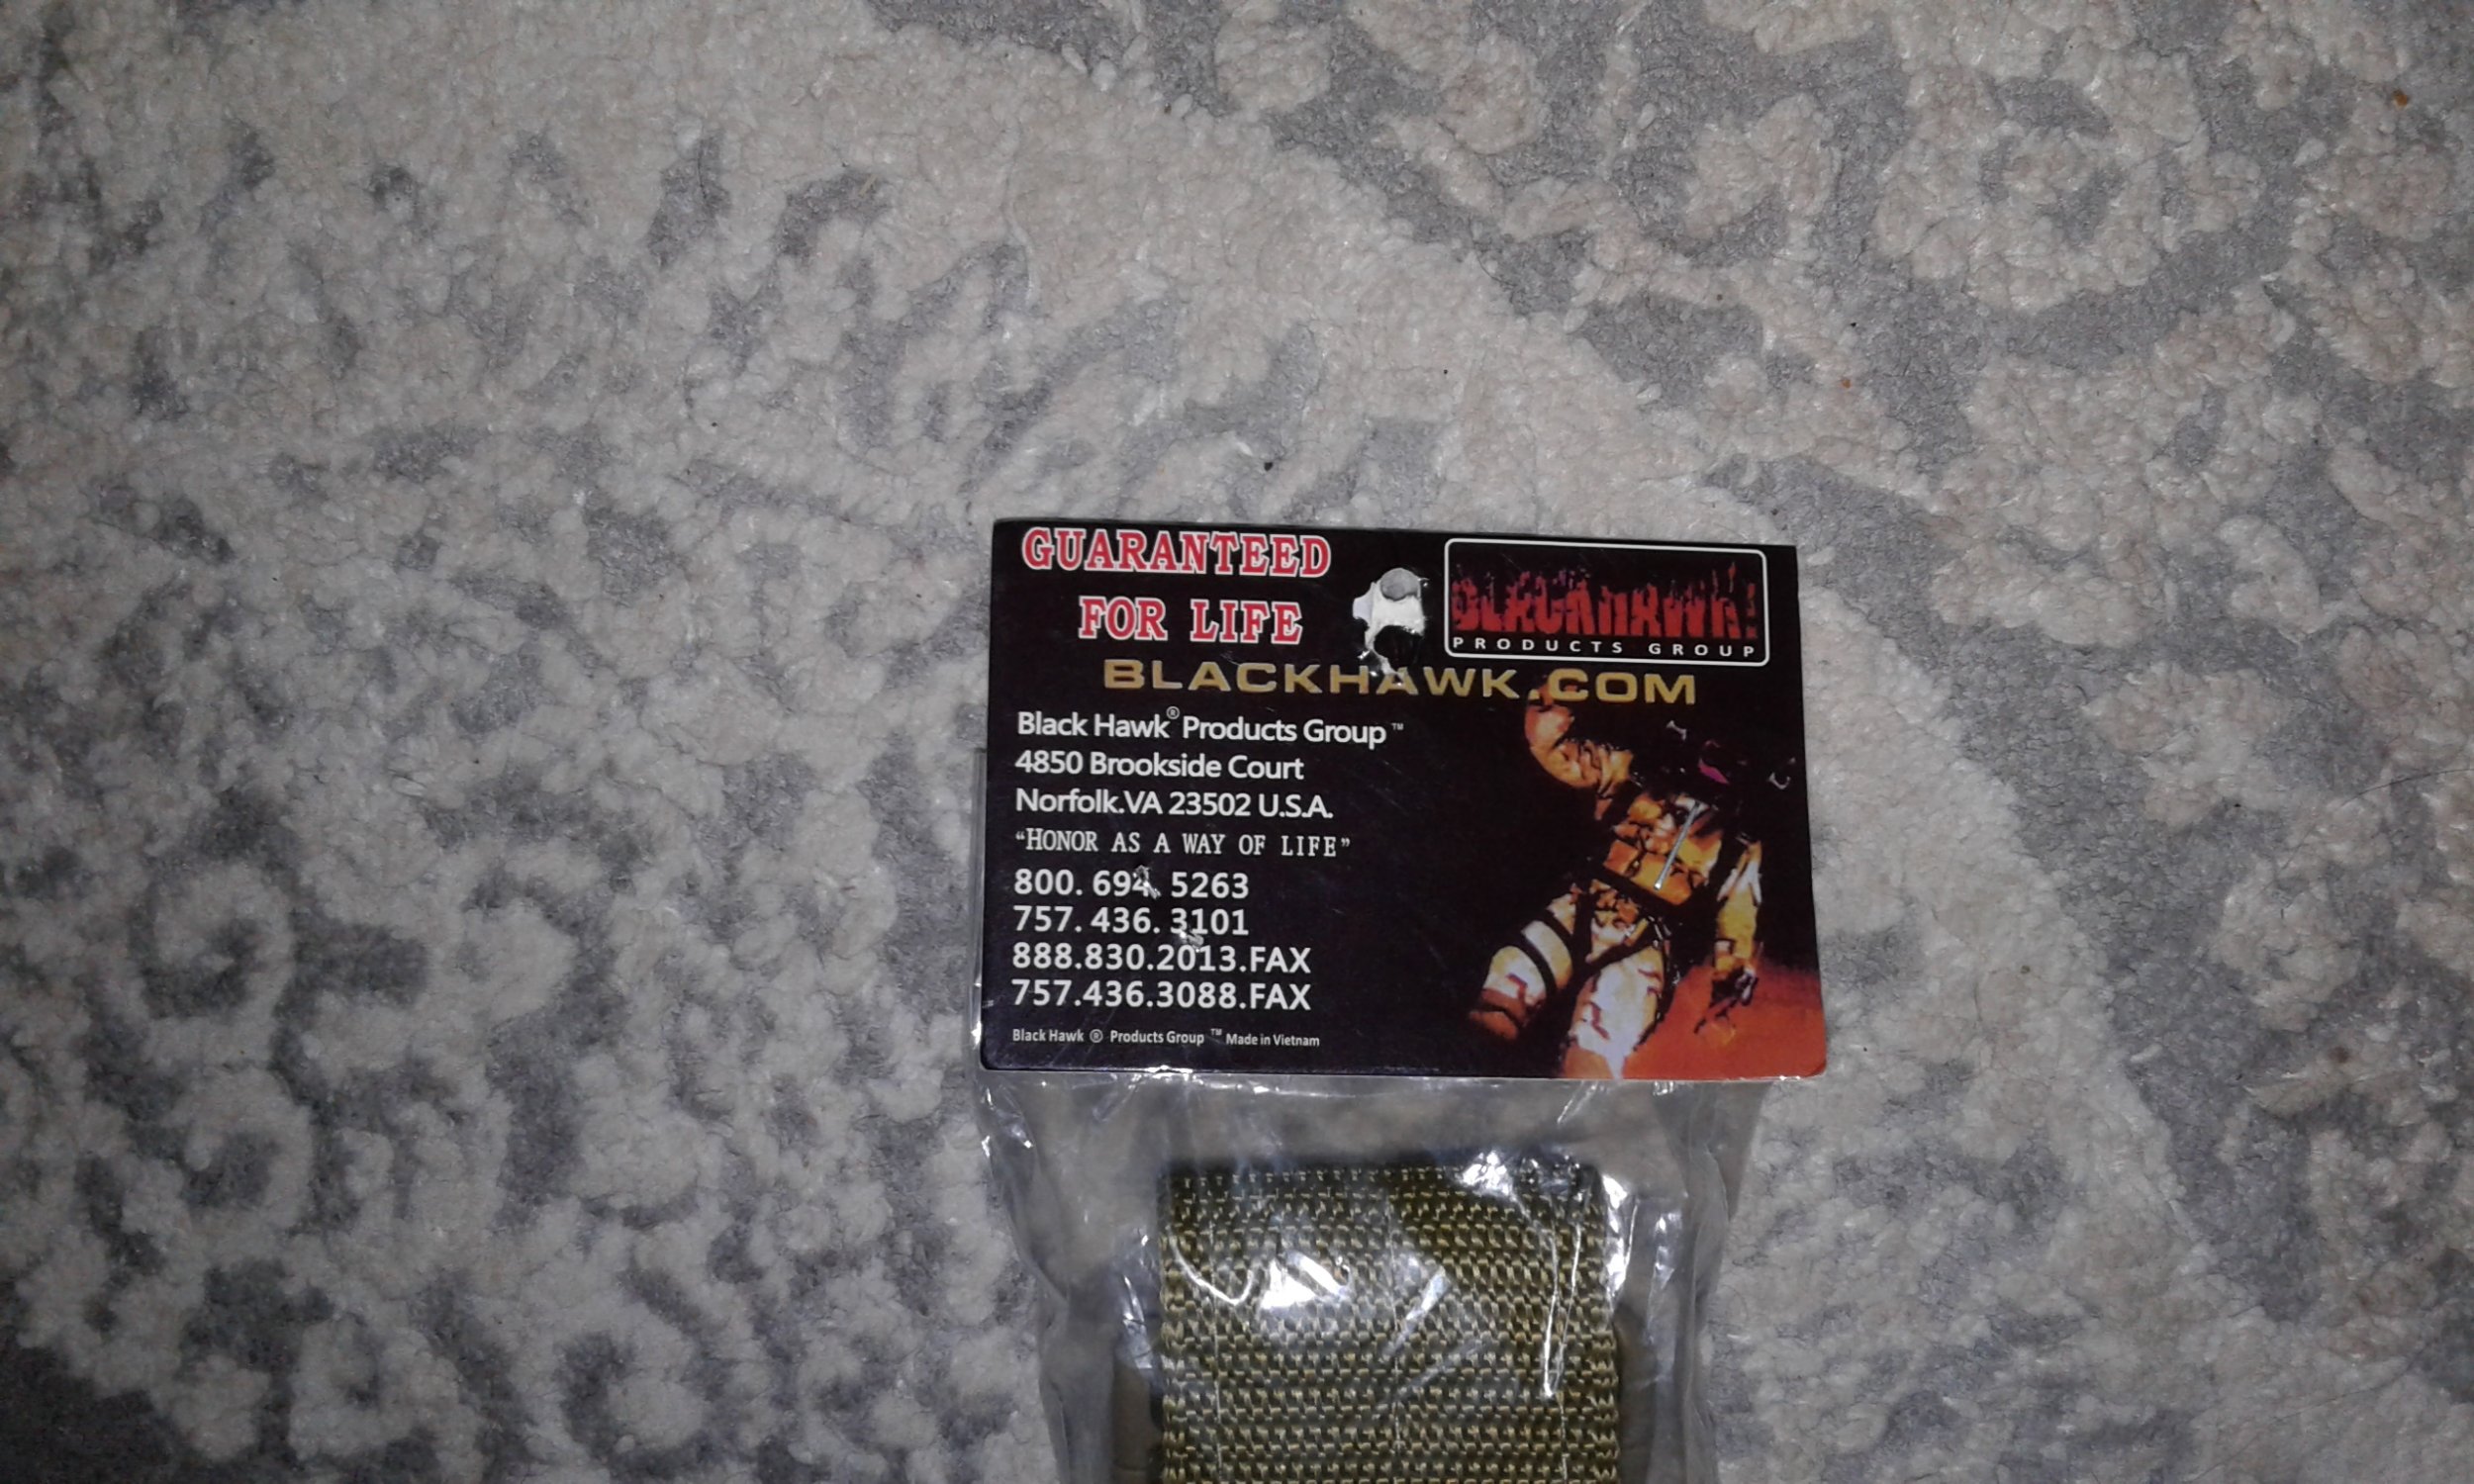 GUARANTEED
FOR LIFE
BLACKHAWK!
PRODUCTS GROUP
BLACKHAWK.COM
Black Hawk® Products Group™
4850 Brookside Court
Norfolk.VA 23502 U.S.A.
“HONOR AS A WAY OF LIFE”
800. 694. 5263
757. 436. 3101
888.830.2013.FAX
757.436.3088.FAX
Black Hawk ® Products Group ™ Made in Vietnam